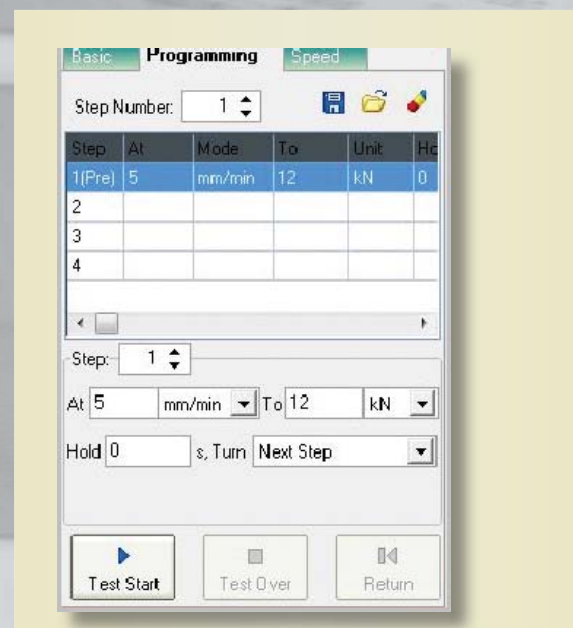 Basic Programming Speed
Step Number: 1
Step At Mode To Unit Ho
1(Pre) 5 mm/min 12 kN 0
2
3
4
Step: 1
At 5 mm/min To 12 kN
Hold 0 s, Turn Next Step
Test Start Test Over Return